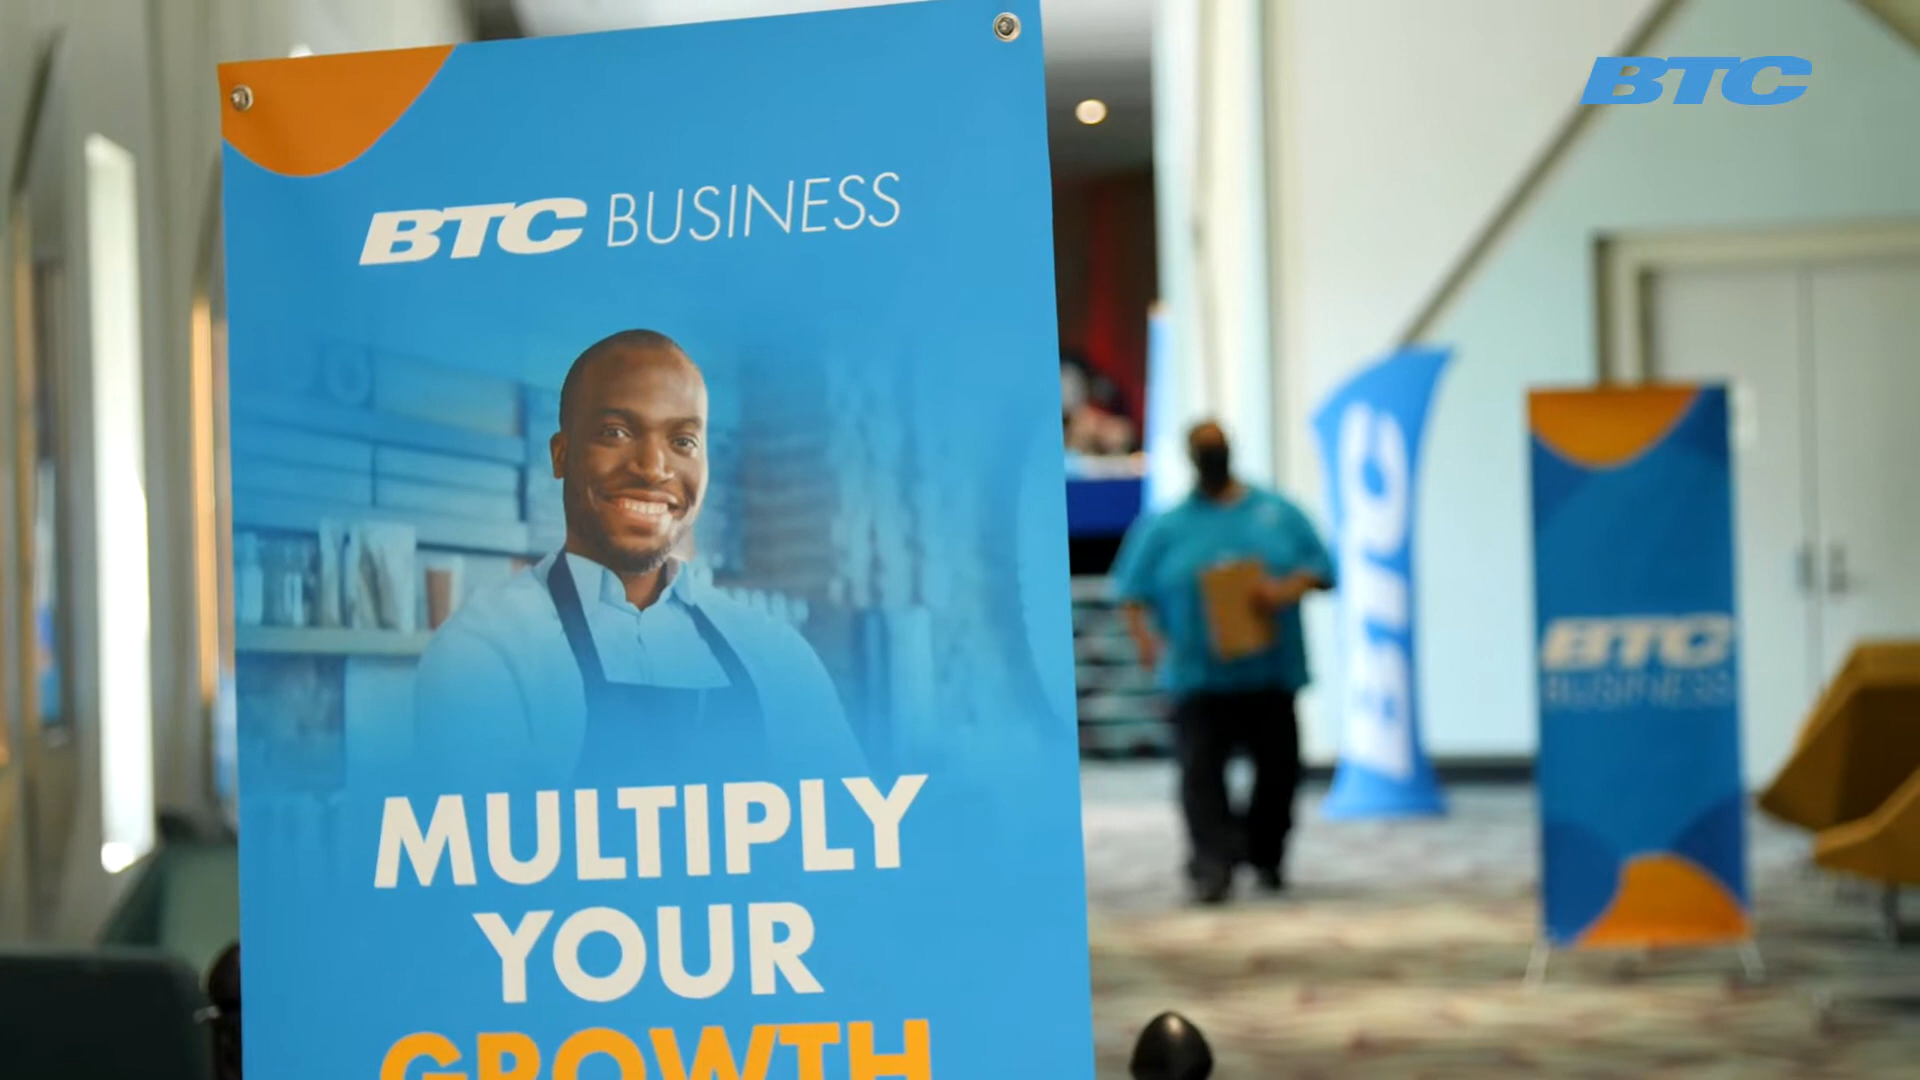 BTC
BTC BUSINESS
MULTIPLY
YOUR
GROWTH
BTC
BTC
BUSINESS